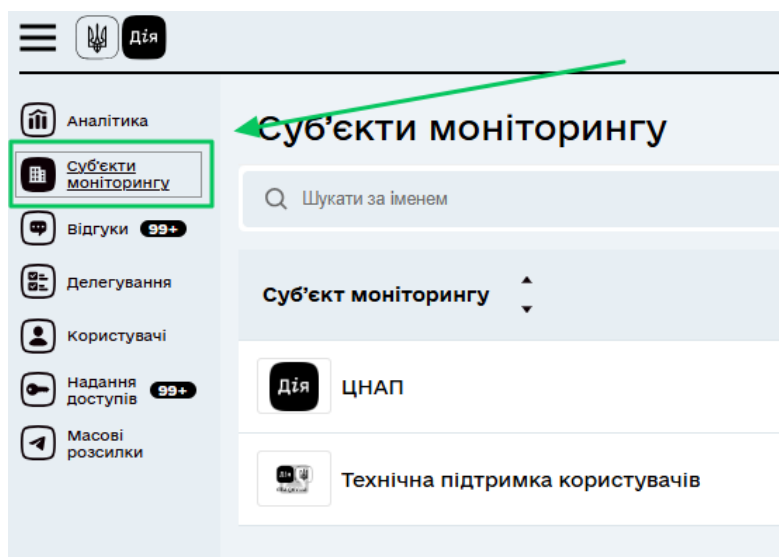 Дія
Аналітика
Суб'єкти
моніторингу
Відгуки 99+
Делегування
Користувачі
Надання
доступів 99+
Масові
розсилки
Суб’єкти моніторингу
Шукати за іменем
Суб’єкт моніторингу
Дія ЦНАП
Технічна підтримка користувачів